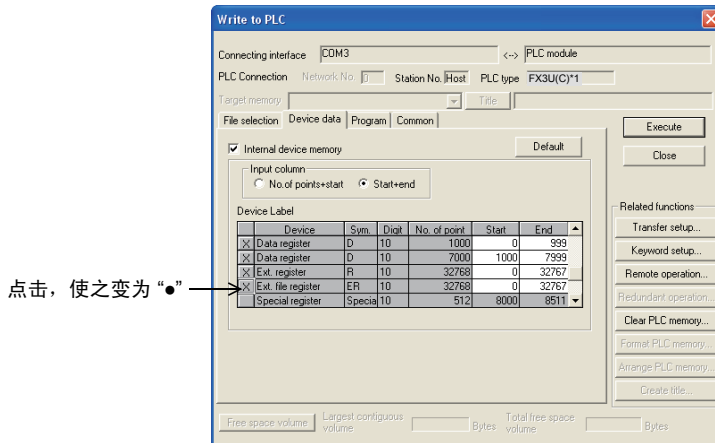 Write to PLC
Connecting interface COM3 <--> PLC module
PLC Connection Network No. 0 Station No. Host PLC type FX3U(C)*1
Target memory Title
File selection Device data Program Common
Execute
Internal device memory Default
Close
Input column
No.of points+start Start+end
Related functions
Device Label
Transfer setup...
Device Sym. Digit No. of point Start End
X Data register D 10 1000 0 999
Keyword setup...
X Data register D 10 7000 1000 7999
X Ext. register R 10 32768 0 32767
Remote operation...
点击，使之变为 “●”
X Ext. file register ER 10 32768 0 32767
Special register Specia 10 512 8000 8511
Redundant operation...
Clear PLC memory...
Format PLC memory...
Arrange PLC memory...
Create title...
Free space volume Largest contiguous volume Bytes Total free space volume Bytes